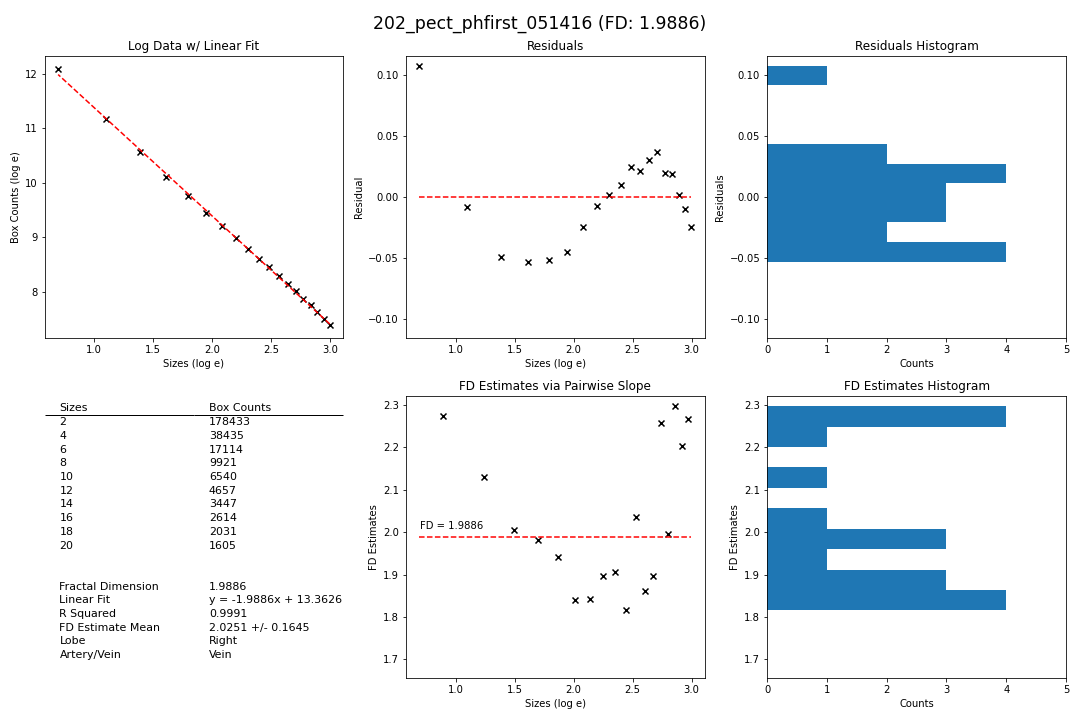 202_pect_phfirst_051416 (FD: 1.9886)
Log Data w/ Linear Fit
Box Counts (log e)
12
11
10
9
8
1.0 1.5 2.0 2.5 3.0
Sizes (log e)
Residuals
Residual
0.10
0.05
0.00
−0.05
−0.10
1.0 1.5 2.0 2.5 3.0
Sizes (log e)
Residuals Histogram
Residuals
0.10
0.05
0.00
−0.05
−0.10
0 1 2 3 4 5
Counts
Sizes Box Counts
2 178433
4 38435
6 17114
8 9921
10 6540
12 4657
14 3447
16 2614
18 2031
20 1605
Fractal Dimension 1.9886
Linear Fit y = -1.9886x + 13.3626
R Squared 0.9991
FD Estimate Mean 2.0251 +/- 0.1645
Lobe Right
Artery/Vein Vein
FD Estimates via Pairwise Slope
FD Estimates
2.3
2.2
2.1
2.0
1.9
1.8
1.7
FD = 1.9886
1.0 1.5 2.0 2.5 3.0
Sizes (log e)
FD Estimates Histogram
FD Estimates
2.3
2.2
2.1
2.0
1.9
1.8
1.7
0 1 2 3 4 5
Counts